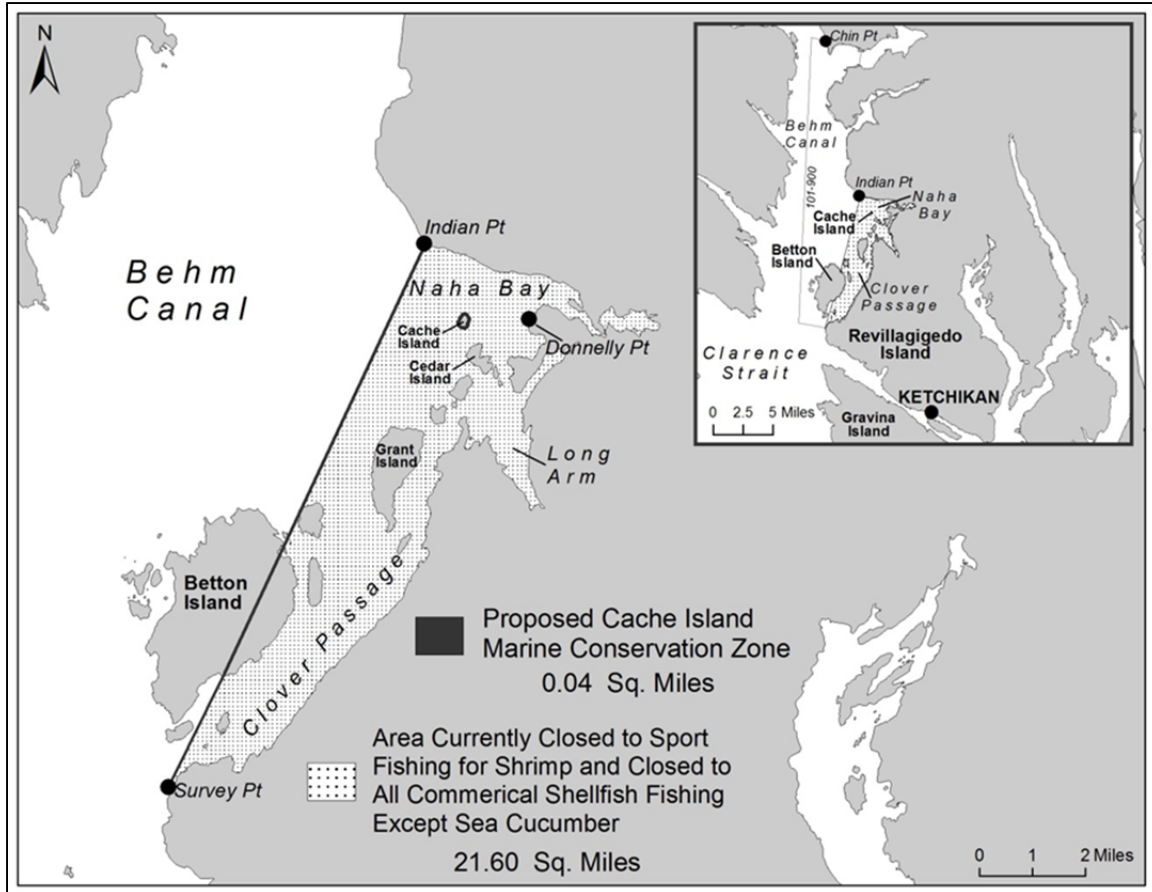 N
Behm
Canal
Indian Pt
Naha Bay
Cache
Island
Donnelly Pt
Cedar
Island
Grant
Island
Long
Arm
Betton
Island
Clover Passage
Survey Pt
Proposed Cache Island
Marine Conservation Zone
0.04 Sq. Miles
Area Currently Closed to Sport
Fishing for Shrimp and Closed to
All Commerical Shellfish Fishing
Except Sea Cucumber
21.60 Sq. Miles
0 1 2 Miles
Chin Pt
Behm
Canal
101-900
Indian Pt
Naha
Bay
Cache
Island
Betton
Island
Clover
Passage
Revillagigedo
Island
Clarence
Strait
KETCHIKAN
Gravina
Island
0 2.5 5 Miles